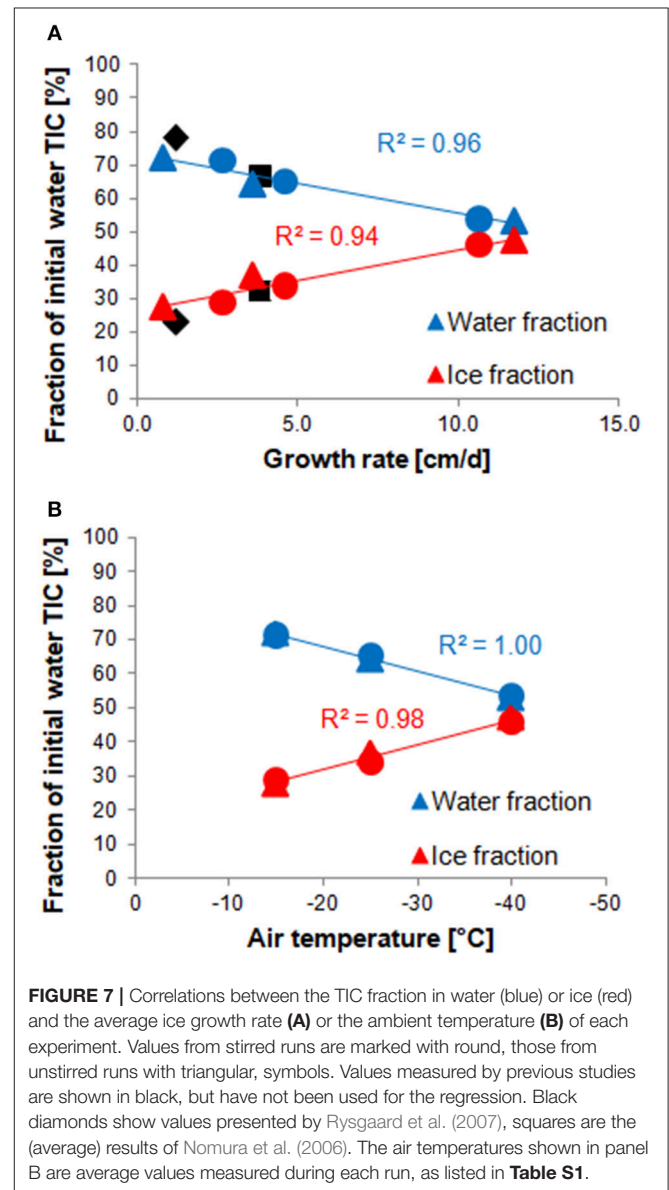 A
Fraction of initial water TIC [%]
100
90
80
70
60
50
40
30
20
10
0
R² = 0.96
R² = 0.94
Water fraction
Ice fraction
0.0 5.0 10.0 15.0
Growth rate [cm/d]
B
Fraction of initial water TIC [%]
100
90
80
70
60
50
40
30
20
10
0
R² = 1.00
R² = 0.98
Water fraction
Ice fraction
0 -10 -20 -30 -40 -50
Air temperature [°C]
FIGURE 7 | Correlations between the TIC fraction in water (blue) or ice (red)
and the average ice growth rate (A) or the ambient temperature (B) of each
experiment. Values from stirred runs are marked with round, those from
unstirred runs with triangular, symbols. Values measured by previous studies
are shown in black, but have not been used for the regression. Black
diamonds show values presented by Rysgaard et al. (2007), squares are the
(average) results of Nomura et al. (2006). The air temperatures shown in panel
B are average values measured during each run, as listed in Table S1.